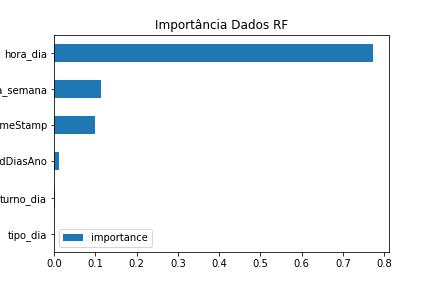 Importância Dados RF
hora_dia
a_semana
meStamp
dDiasAno
turno_dia
tipo_dia
importance
0.0 0.1 0.2 0.3 0.4 0.5 0.6 0.7 0.8